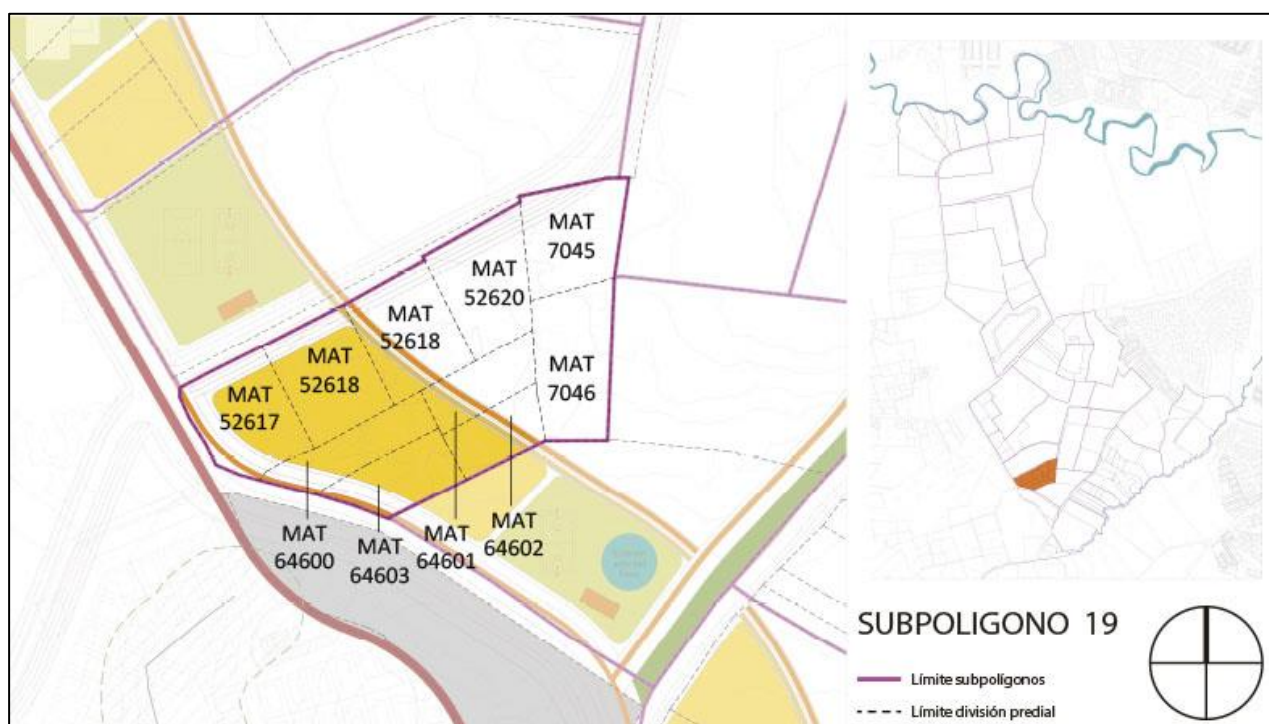 MAT
7045
MAT
52620
MAT
52618
MAT
7046
MAT
52618
MAT
52617
MAT
64600
MAT
64603
MAT
64601
MAT
64602
SUBPOLIGONO 19
Límite subpolígonos
Límite división predial